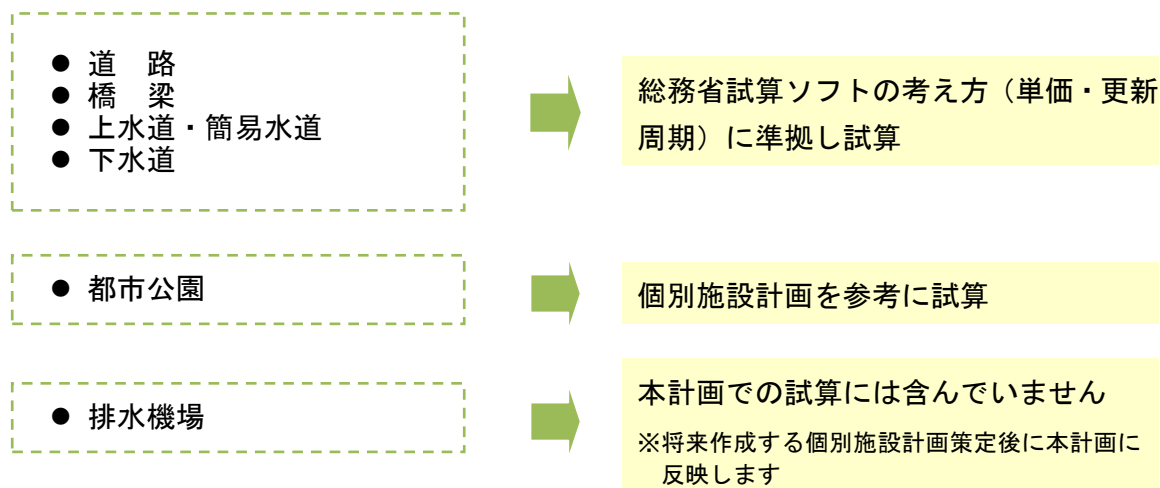 ● 道　路
● 橋　梁
● 上水道・簡易水道
● 下水道
総務省試算ソフトの考え方（単価・更新
周期）に準拠し試算
● 都市公園
個別施設計画を参考に試算
● 排水機場
本計画での試算には含んでいません
※将来作成する個別施設計画策定後に本計画に
反映します